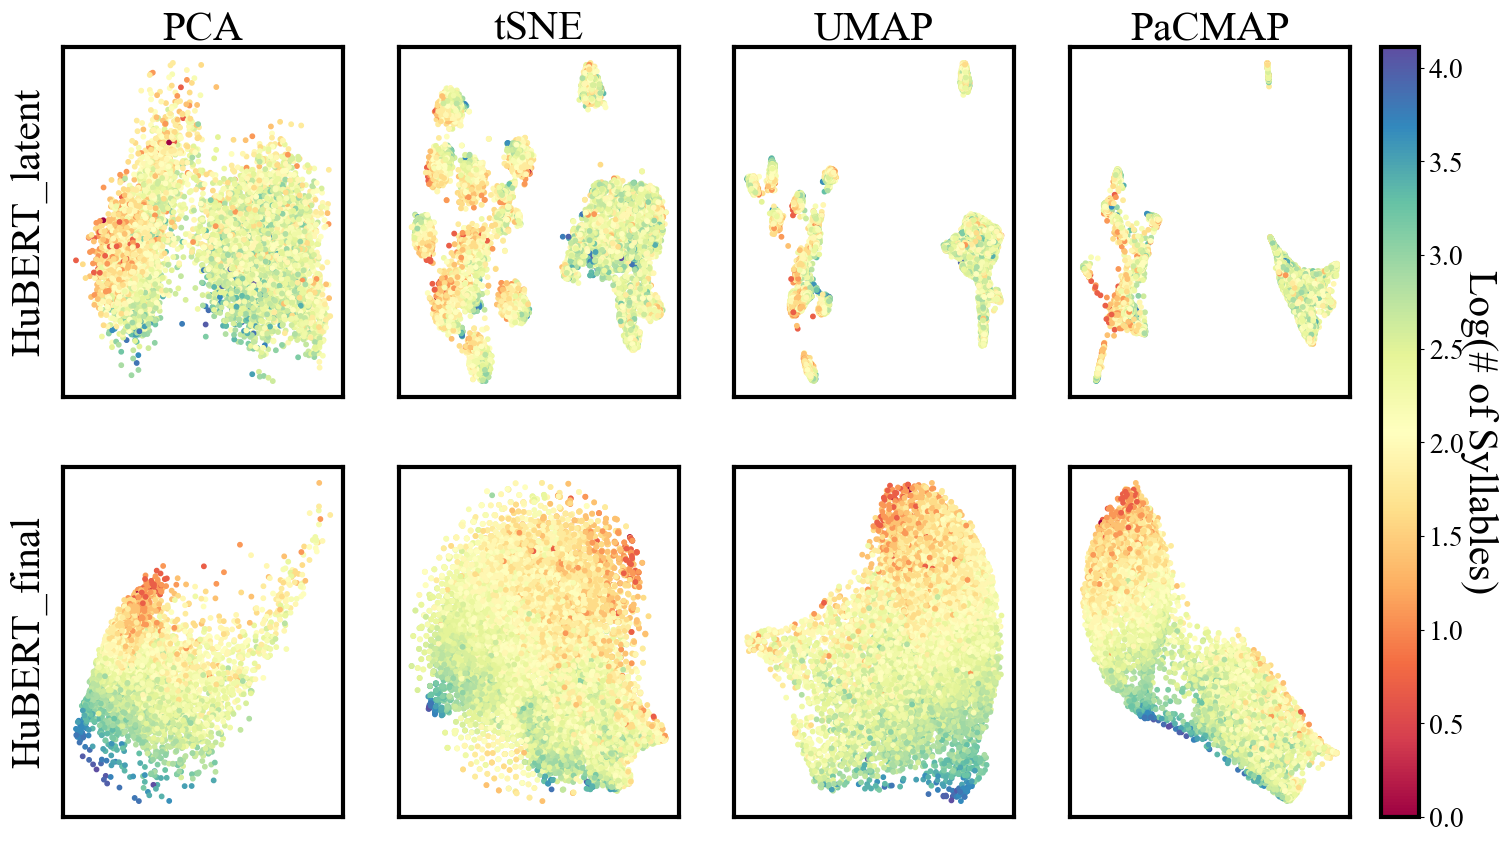 PCA
tSNE
UMAP
PaCMAP
HuBERT_latent
HuBERT_final
4.0
3.5
3.0
2.5
2.0
1.5
1.0
0.5
0.0
Log(# of Syllables)